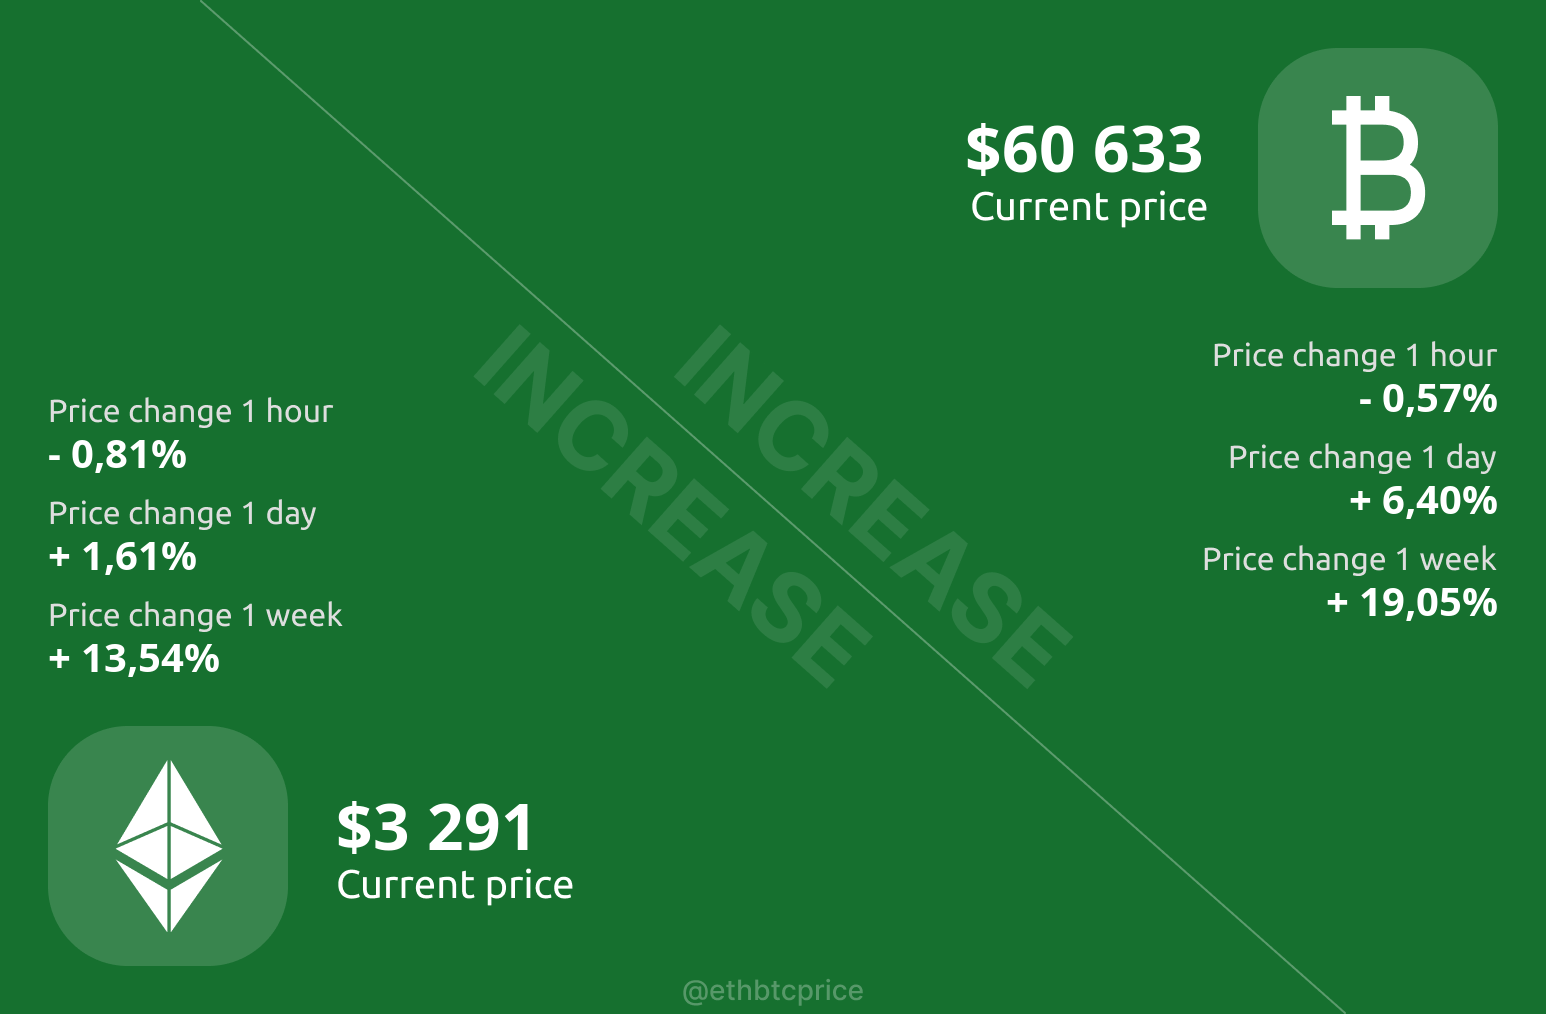 $60 633
Current price
Price change 1 hour
- 0,57%
Price change 1 day
+ 6,40%
Price change 1 week
+ 19,05%
INCREASE
INCREASE
Price change 1 hour
- 0,81%
Price change 1 day
+ 1,61%
Price change 1 week
+ 13,54%
$3 291
Current price
@ethbtcprice